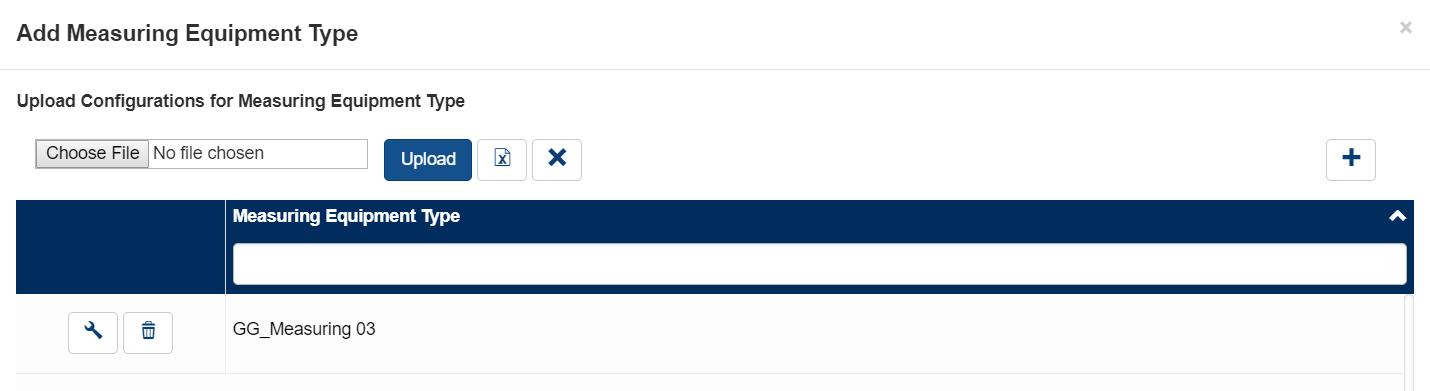 Add Measuring Equipment Type
Upload Configurations for Measuring Equipment Type
Choose File No file chosen Upload
Measuring Equipment Type
GG_Measuring 03